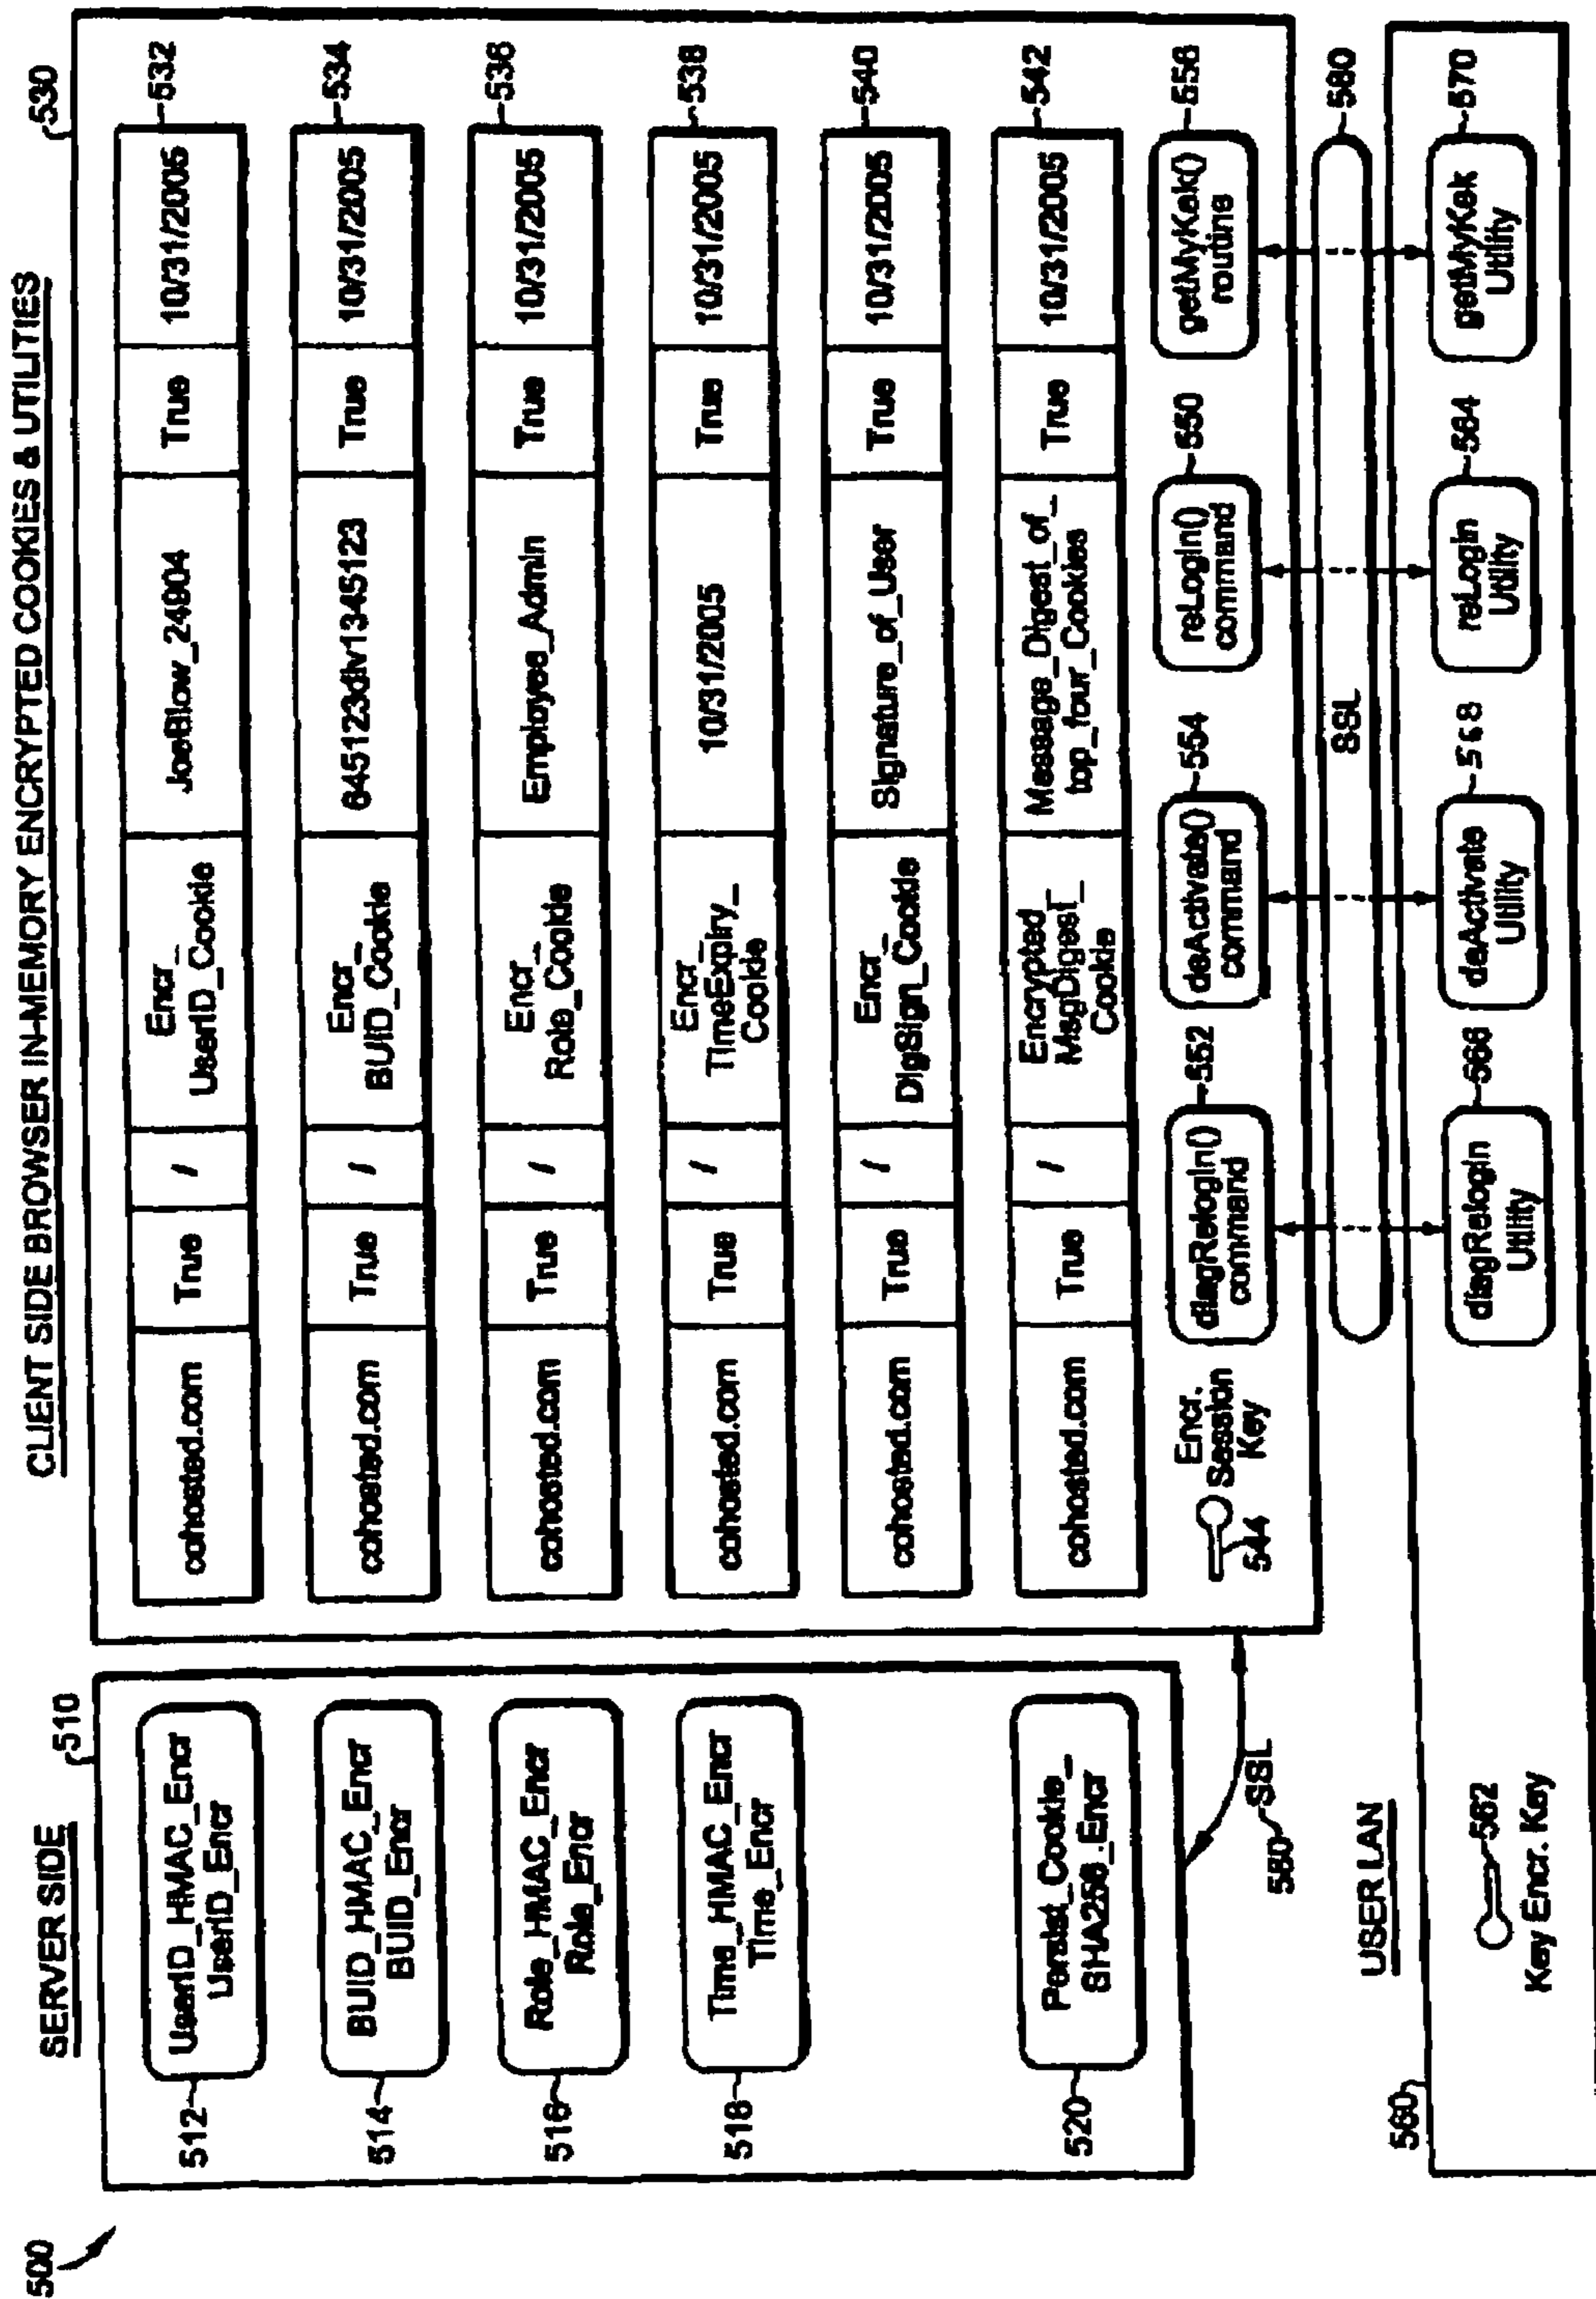 500
SERVER SIDE
510
512
UserID_HMAC_Encr
UserID_Encr
514
BUID_HMAC_Encr
BUID_Encr
516
Role_HMAC_Encr
Role_Encr
518
Time_HMAC_Encr
Time_Encr
520
Persist_Cookie_
SHA256_Encr
580
SSL
CLIENT SIDE BROWSER IN-MEMORY ENCRYPTED COOKIES & UTILITIES
530
cohosted.com
True
/
Encr_
UserID_Cookie
JoeBlow_24904
True
10/31/2005
532
cohosted.com
True
/
Encr_
BUID_Cookie
845123div1345123
True
10/31/2005
534
cohosted.com
True
/
Encr_
Role_Cookie
Employee_Admin
True
10/31/2005
536
cohosted.com
True
/
Encr_
TimeExpiry_
Cookie
10/31/2005
True
10/31/2005
538
cohosted.com
True
/
Encr_
DigSign_Cookie
Signature_of_User
True
10/31/2005
540
cohosted.com
True
/
Encrypted_
MsgDigest_
Cookie
Message_Digest_of_
top_four_Cookies
True
10/31/2005
542
Encr.
Session
Key
544
diagRelogin()
command
552
deActivate()
command
554
reLogin()
command
550
getMyKek()
routine
556
SSL
580
USER LAN
560
562
Key Encr. Key
diagRelogin
Utility
566
deActivate
Utility
568
reLogin
Utility
564
getMyKek
Utility
570